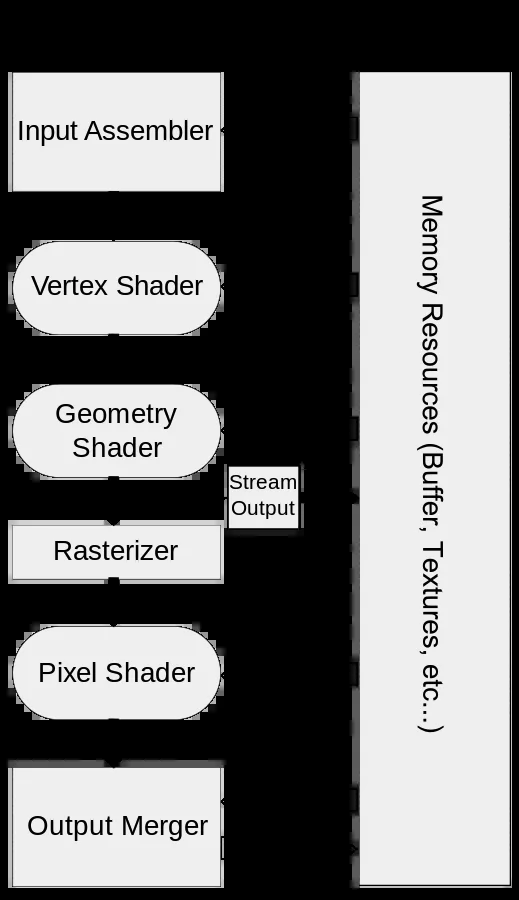 Input Assembler
Vertex Shader
Geometry
Shader
Stream
Output
Rasterizer
Pixel Shader
Output Merger
Memory Resources (Buffer, Textures, etc...)